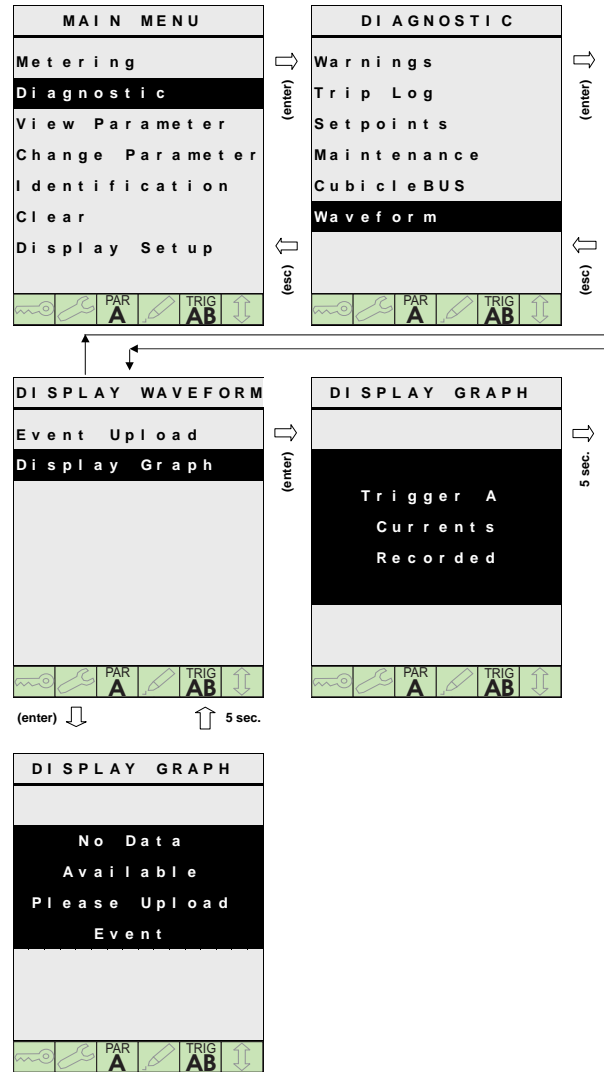 MAIN MENU
Metering
Diagnostic
View Parameter
Change Parameter
Identification
Clear
Display Setup
PAR
A
TRIG
AB
(enter)
(esc)
DIAGNOSTIC
Warnings
Trip Log
Setpoints
Maintenance
CubicleBUS
Waveform
PAR
A
TRIG
AB
(enter)
(esc)
DISPLAY WAVEFORM
Event Upload
Display Graph
PAR
A
TRIG
AB
(enter)
DISPLAY GRAPH
Trigger A
Currents
Recorded
PAR
A
TRIG
AB
5 sec.
(enter)
5 sec.
DISPLAY GRAPH
No Data
Available
Please Upload
Event
PAR
A
TRIG
AB